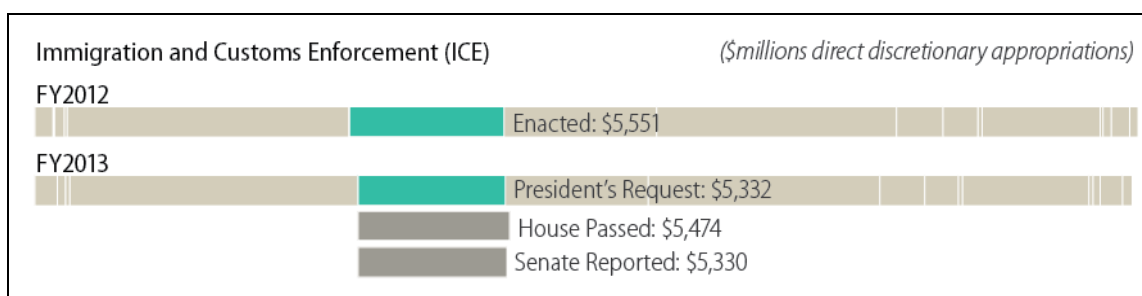 Immigration and Customs Enforcement (ICE) ($millions direct discretionary appropriations)
FY2012
Enacted: $5,551
FY2013
President’s Request: $5,332
House Passed: $5,474
Senate Reported: $5,330